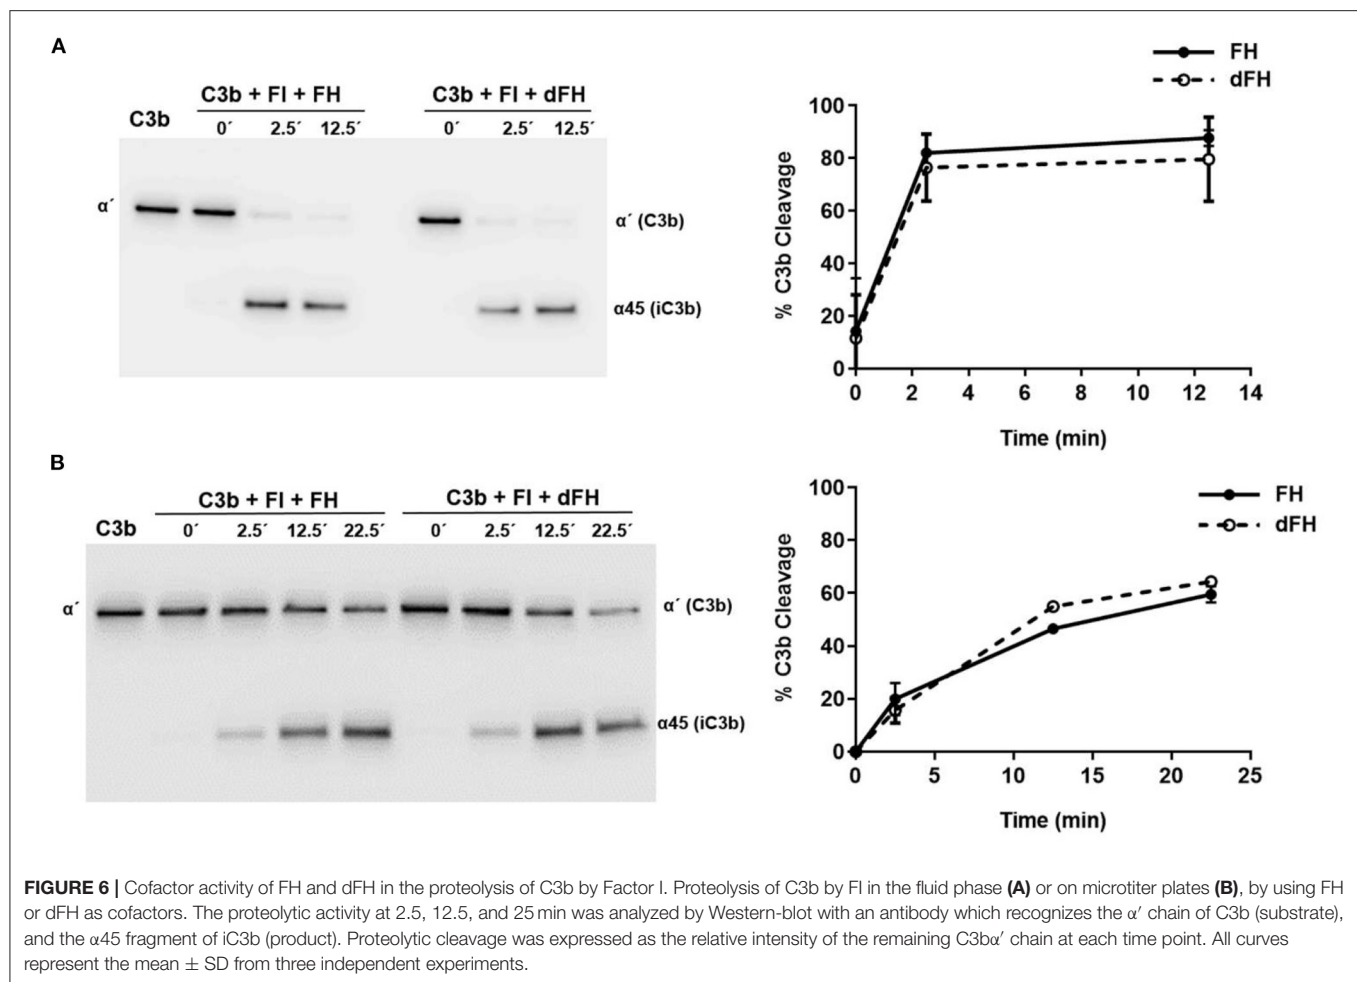 A
C3b + FI + FH
C3b + FI + dFH
C3b
0´ 2.5´ 12.5´
0´ 2.5´ 12.5´
α´
α´ (C3b)
α45 (iC3b)
FH
dFH
100
80
60
40
20
0
% C3b Cleavage
0 2 4 6 8 10 12 14
Time (min)
B
C3b + FI + FH
C3b + FI + dFH
C3b
0´ 2.5´ 12.5´ 22.5´
0´ 2.5´ 12.5´ 22.5´
α´
α´ (C3b)
α45 (iC3b)
FH
dFH
100
80
60
40
20
0
% C3b Cleavage
0 5 10 15 20 25
Time (min)
FIGURE 6 | Cofactor activity of FH and dFH in the proteolysis of C3b by Factor I. Proteolysis of C3b by FI in the fluid phase (A) or on microtiter plates (B), by using FH
or dFH as cofactors. The proteolytic activity at 2.5, 12.5, and 25 min was analyzed by Western-blot with an antibody which recognizes the α′ chain of C3b (substrate),
and the α45 fragment of iC3b (product). Proteolytic cleavage was expressed as the relative intensity of the remaining C3bα′ chain at each time point. All curves
represent the mean ± SD from three independent experiments.